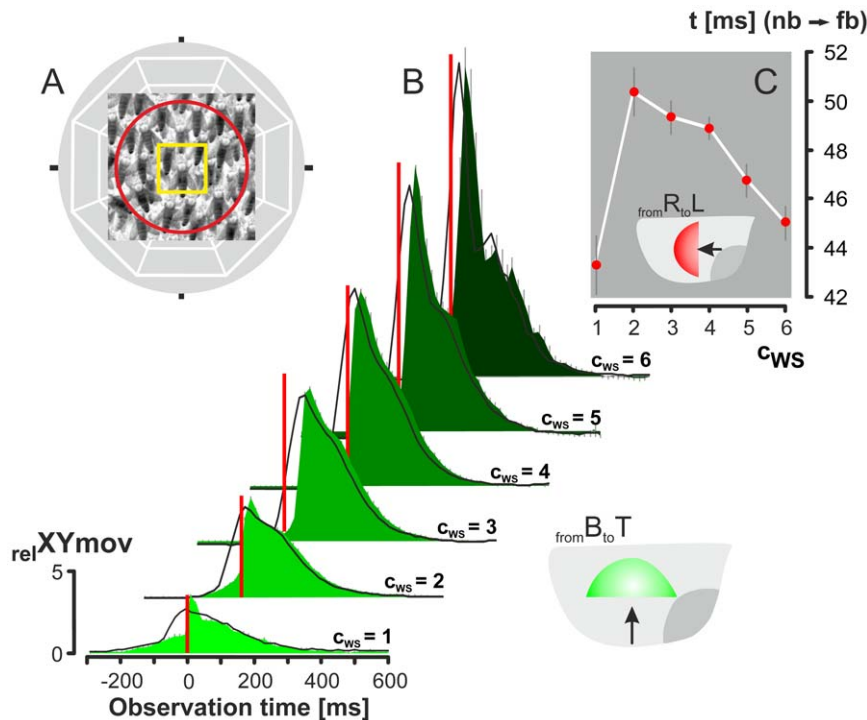 A
B
C
t [ms] (nb → fb)
52
50
48
46
44
42
1 2 3 4 5 6
cWS
fromRtoL
cws = 6
cws = 5
cws = 4
cws = 3
cws = 2
cws = 1
relXYmov
5
0
-200 0 200 400 600
Observation time [ms]
fromBtoT